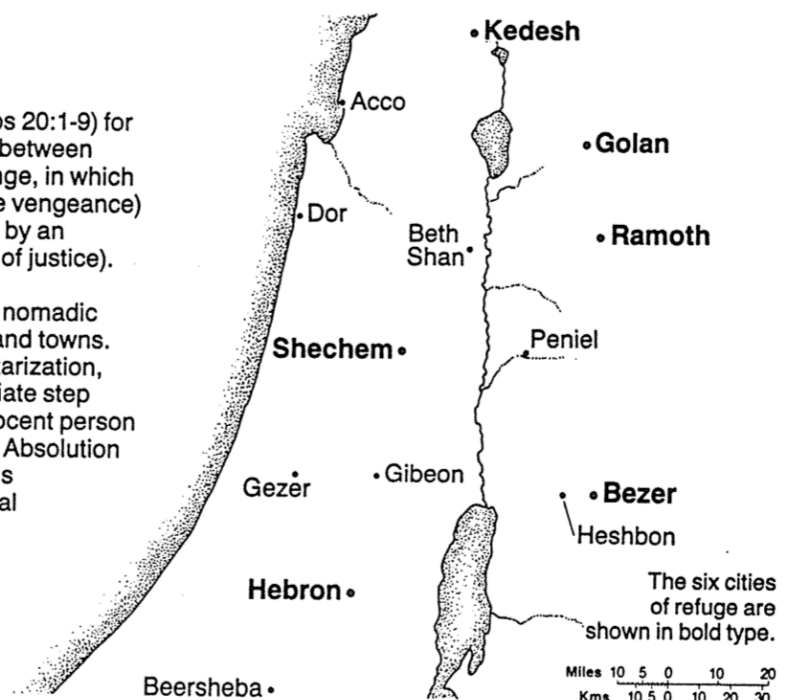 Kedesh
Acco
os 20:1-9) for
between
nge, in which
e vengeance)
by an
of justice).
Golan
Dor
Beth
Shan
Ramoth
nomadic
and towns.
tarization,
iate step
ocent person
Absolution
s
al
Shechem
Peniel
Gezer
Gibeon
Bezer
Heshbon
Hebron
The six cities
of refuge are
shown in bold type.
Beersheba
Miles 10 5 0 10 20
Kms. 10 5 0 10 20 30